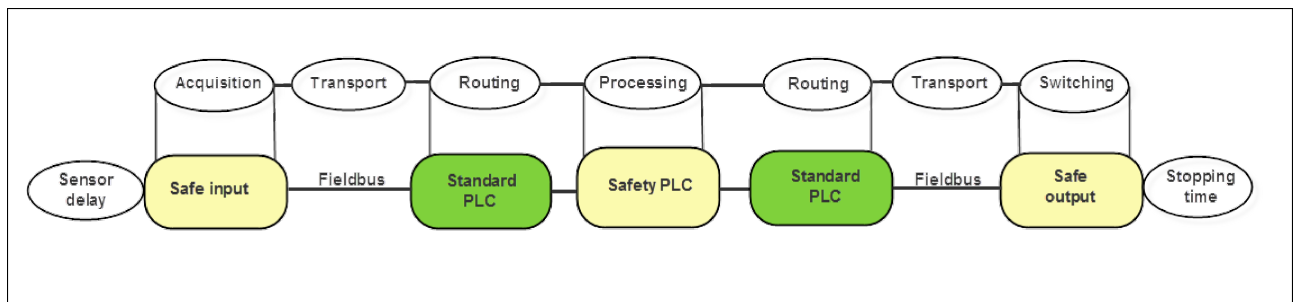 Acquisition
Transport
Routing
Processing
Routing
Transport
Switching
Sensor
delay
Safe input
Fieldbus
Standard
PLC
Safety PLC
Standard
PLC
Fieldbus
Safe
output
Stopping
time